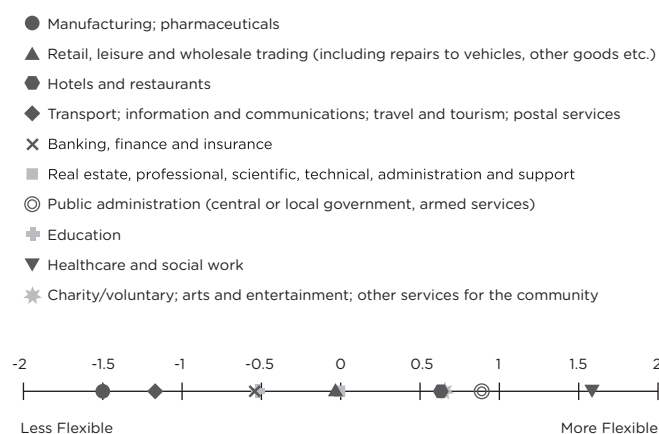 Manufacturing; pharmaceuticals
Retail, leisure and wholesale trading (including repairs to vehicles, other goods etc.)
Hotels and restaurants
Transport; information and communications; travel and tourism; postal services
Banking, finance and insurance
Real estate, professional, scientific, technical, administration and support
Public administration (central or local government, armed services)
Education
Healthcare and social work
Charity/voluntary; arts and entertainment; other services for the community
-2 -1.5 -1 -0.5 0 0.5 1 1.5 2
Less Flexible More Flexible